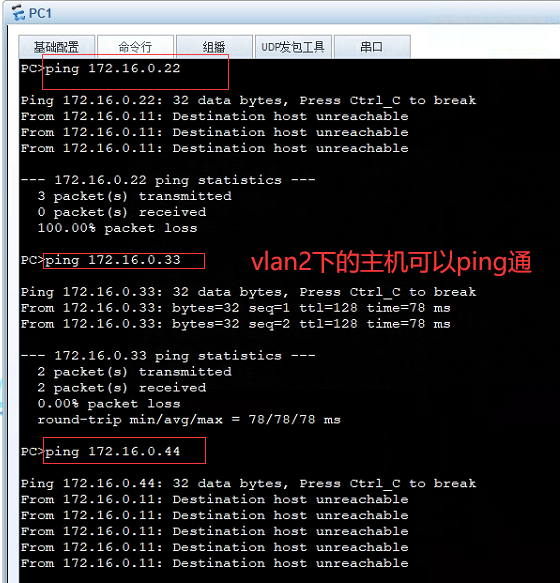 PC1
基础配置 命令行 组播 UDP发包工具 串口
PC>ping 172.16.0.22
Ping 172.16.0.22: 32 data bytes, Press Ctrl_C to break
From 172.16.0.11: Destination host unreachable
From 172.16.0.11: Destination host unreachable
From 172.16.0.11: Destination host unreachable
--- 172.16.0.22 ping statistics ---
3 packet(s) transmitted
0 packet(s) received
100.00% packet loss
PC>ping 172.16.0.33
vlan2下的主机可以ping通
Ping 172.16.0.33: 32 data bytes, Press Ctrl_C to break
From 172.16.0.33: bytes=32 seq=1 ttl=128 time=78 ms
From 172.16.0.33: bytes=32 seq=2 ttl=128 time=78 ms
--- 172.16.0.33 ping statistics ---
2 packet(s) transmitted
2 packet(s) received
0.00% packet loss
round-trip min/avg/max = 78/78/78 ms
PC>ping 172.16.0.44
Ping 172.16.0.44: 32 data bytes, Press Ctrl_C to break
From 172.16.0.11: Destination host unreachable
From 172.16.0.11: Destination host unreachable
From 172.16.0.11: Destination host unreachable
From 172.16.0.11: Destination host unreachable
From 172.16.0.11: Destination host unreachable